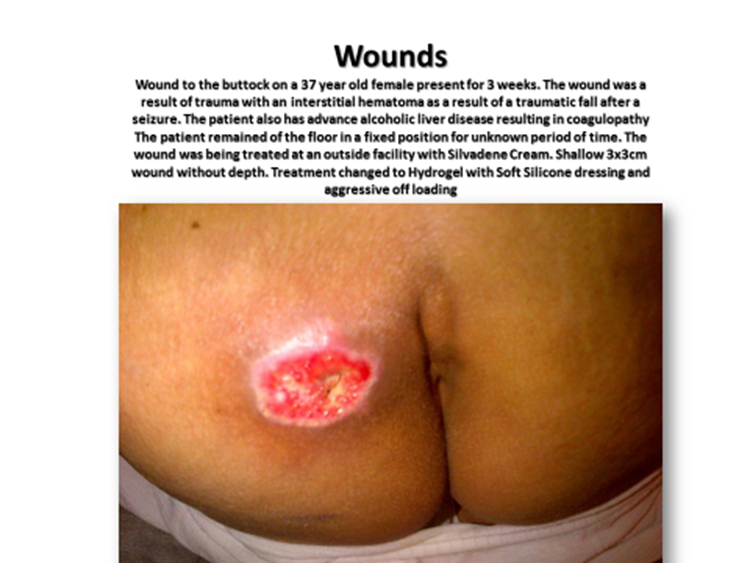 Wounds
Wound to the buttock on a 37 year old female present for 3 weeks. The wound was a
result of trauma with an interstitial hematoma as a result of a traumatic fall after a
seizure. The patient also has advance alcoholic liver disease resulting in coagulopathy
The patient remained of the floor in a fixed position for unknown period of time. The
wound was being treated at an outside facility with Silvadene Cream. Shallow 3x3cm
wound without depth. Treatment changed to Hydrogel with Soft Silicone dressing and
aggressive off loading